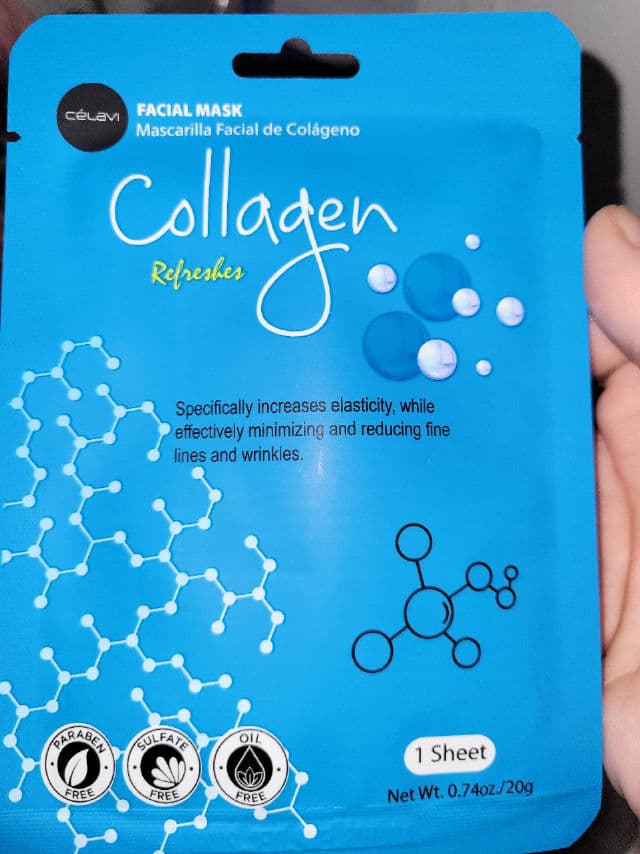 CéLaVI
FACIAL MASK
Mascarilla Facial de Colágeno
Collagen
Refreshes
Specifically increases elasticity, while
effectively minimizing and reducing fine
lines and wrinkles.
PARABEN
FREE
SULFATE
FREE
OIL
FREE
1 Sheet
Net Wt. 0.74oz./20g